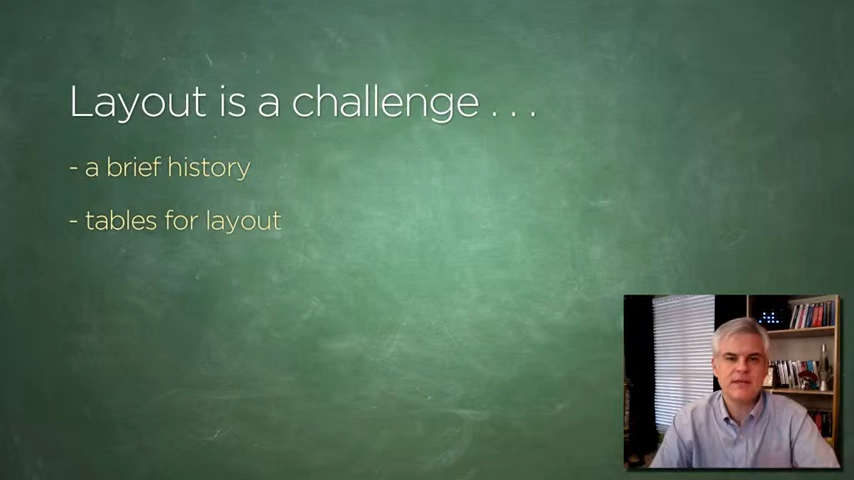 Layout is a challenge . . .
- a brief history
- tables for layout